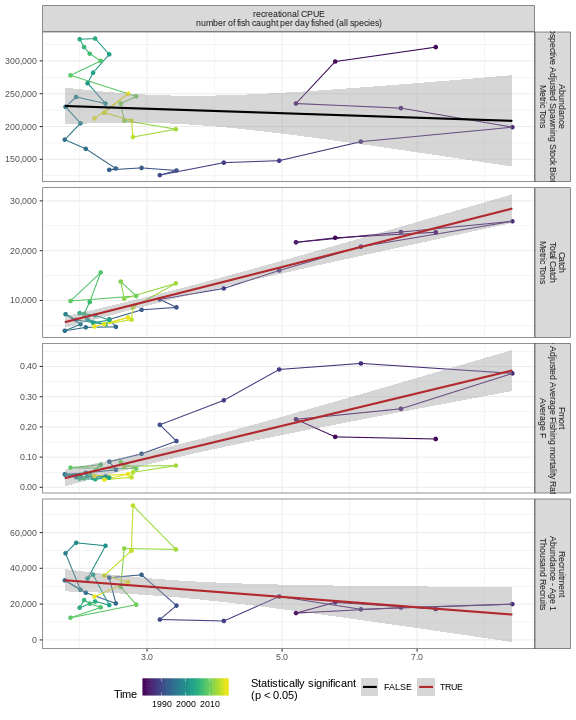 recreational CPUE
number of fish caught per day fished (all species)
300,000
250,000
200,000
150,000
Abundance
Adjusted Spawning Stock
Metric Tons
30,000
20,000
10,000
Catch
Total Catch
Metric Tons
0.40
0.30
0.20
0.10
0.00
Fmort
Adjusted Average Fishing mortality
Average F
60,000
40,000
20,000
0
Recruitment
Abundance - Age 1
Thousand Recruits
3.0 5.0 7.0
Time
1990 2000 2010
Statistically significant
(p < 0.05)
FALSE TRUE